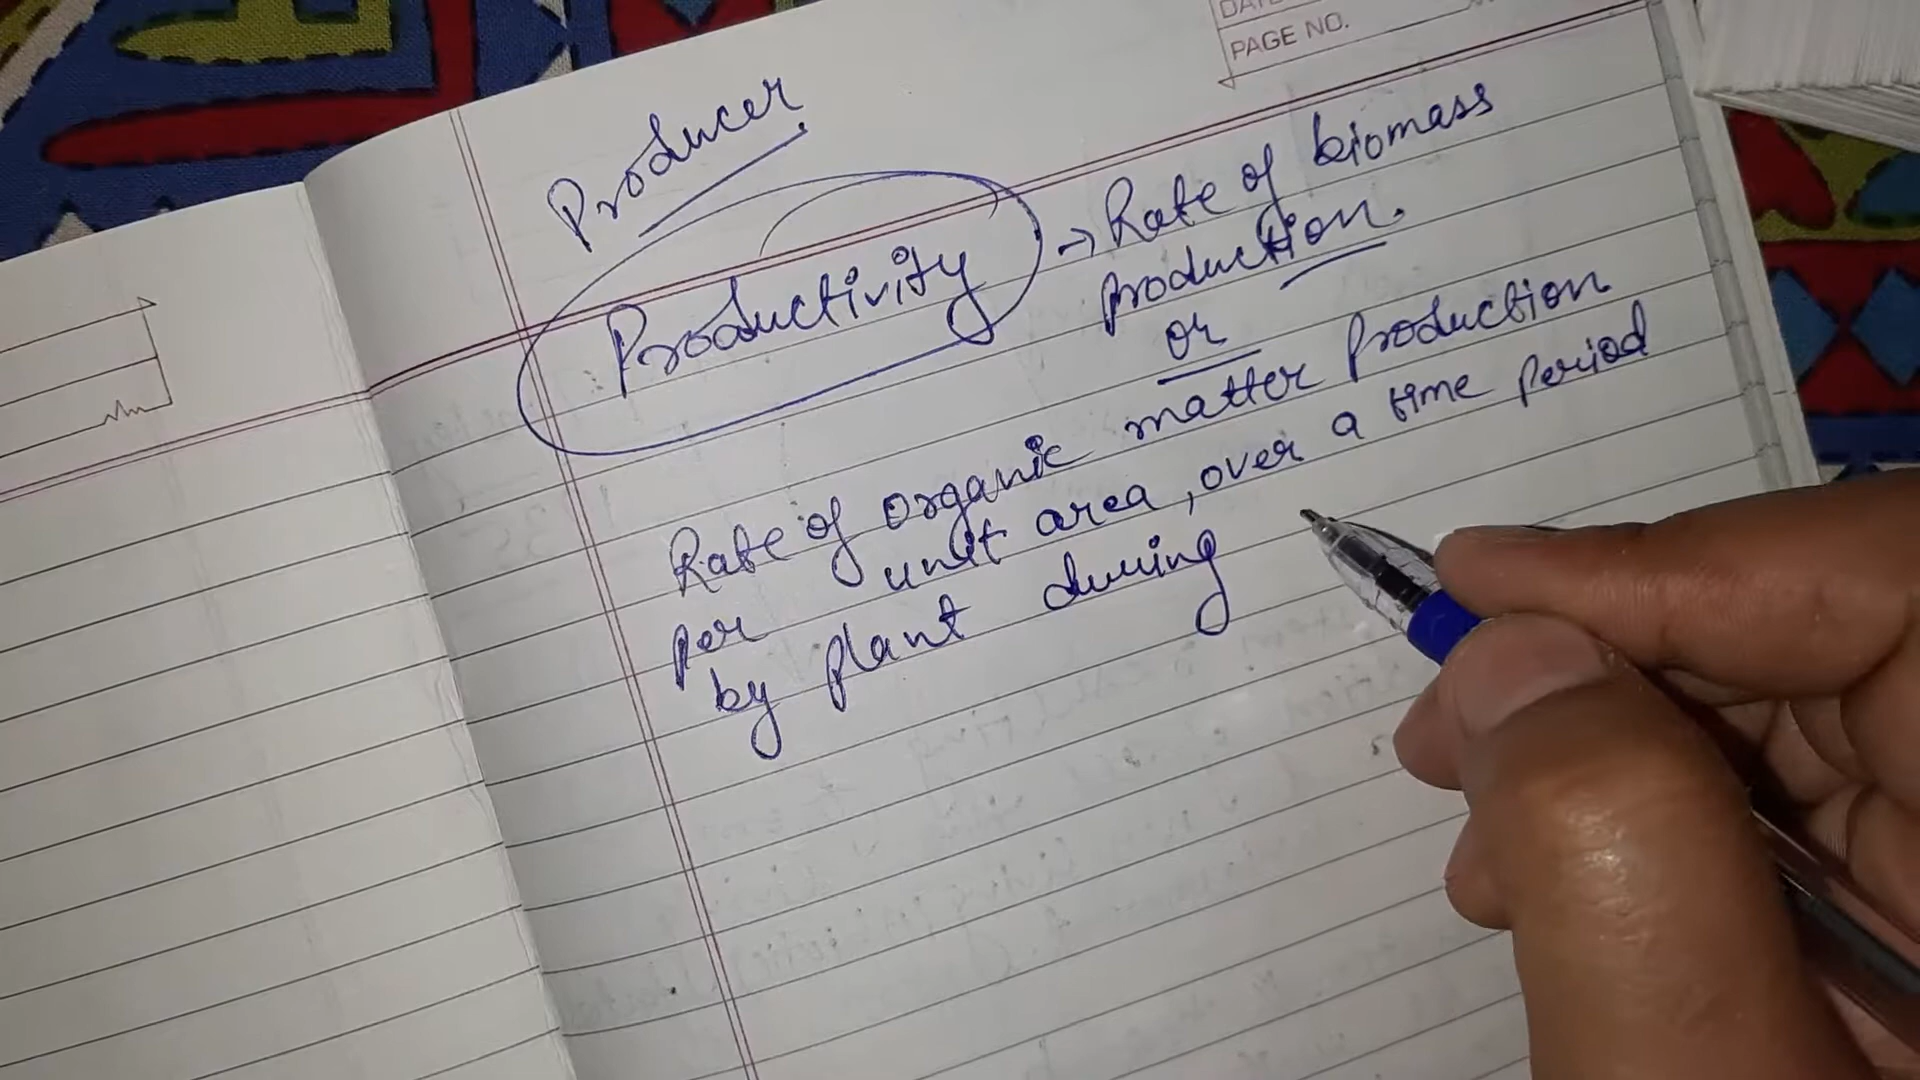 DATE
PAGE NO.
Producer
Productivity → Rate of biomass
production.
or
Rate of organic matter production
per unit area, over a time period
by plant during